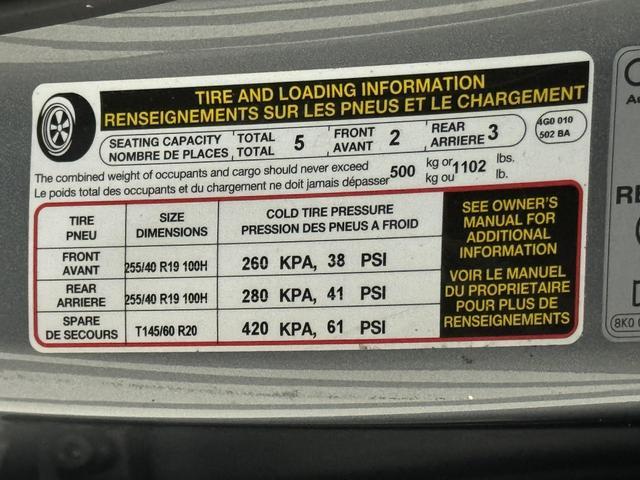 TIRE AND LOADING INFORMATION
RENSEIGNEMENTS SUR LES PNEUS ET LE CHARGEMENT
SEATING CAPACITY TOTAL 5 FRONT 2 REAR 3
NOMBRE DE PLACES TOTAL AVANT ARRIERE
4G0 010
502 BA
The combined weight of occupants and cargo should never exceed 500 kg or 1102 lbs.
Le poids total des occupants et du chargement ne doit jamais dépasser kg ou lb.
TIRE SIZE COLD TIRE PRESSURE
PNEU DIMENSIONS PRESSION DES PNEUS A FROID
FRONT
AVANT 255/40 R19 100H 260 KPA, 38 PSI
REAR
ARRIERE 255/40 R19 100H 280 KPA, 41 PSI
SPARE
DE SECOURS T145/60 R20 420 KPA, 61 PSI
SEE OWNER'S
MANUAL FOR
ADDITIONAL
INFORMATION
VOIR LE MANUEL
DU PROPRIETAIRE
POUR PLUS DE
RENSEIGNEMENTS
8K0